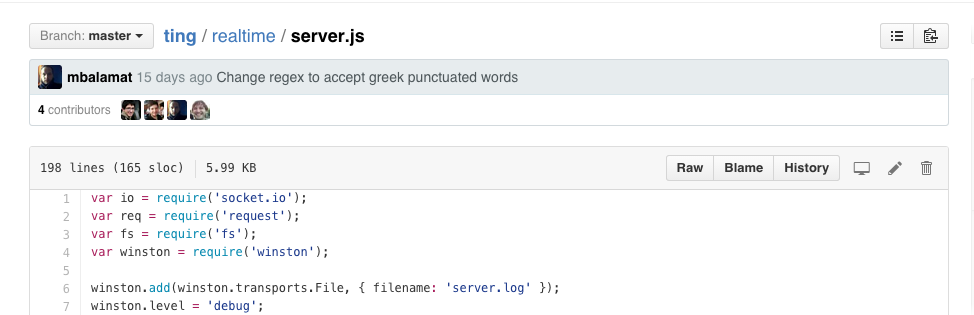 Branch: master ting / realtime / server.js
mbalamat 15 days ago Change regex to accept greek punctuated words
4 contributors
198 lines (165 sloc) 5.99 KB Raw Blame History
1 var io = require('socket.io');
2 var req = require('request');
3 var fs = require('fs');
4 var winston = require('winston');
5
6 winston.add(winston.transports.File, { filename: 'server.log' });
7 winston.level = 'debug';